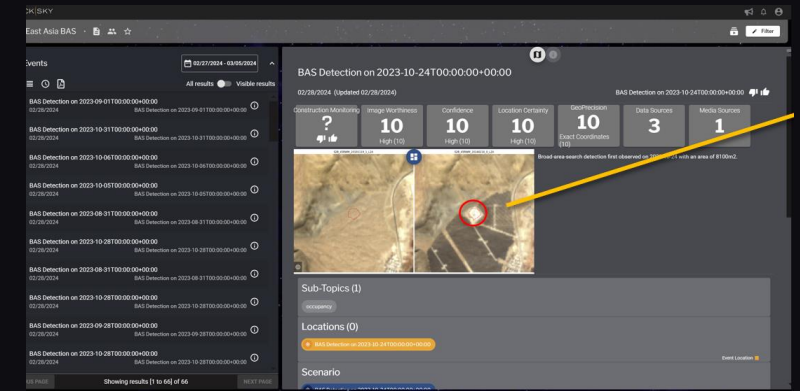 CK|SKY
East Asia BAS
Filter
Events
02/27/2024 - 03/05/2024
All results Visible results
BAS Detection on 2023-09-01T00:00:00+00:00
02/28/2024 BAS Detection on 2023-09-01T00:00:00+00:00
BAS Detection on 2023-10-31T00:00:00+00:00
02/28/2024 BAS Detection on 2023-10-31T00:00:00+00:00
BAS Detection on 2023-10-06T00:00:00+00:00
02/28/2024 BAS Detection on 2023-10-06T00:00:00+00:00
BAS Detection on 2023-10-05T00:00:00+00:00
02/28/2024 BAS Detection on 2023-10-05T00:00:00+00:00
BAS Detection on 2023-08-31T00:00:00+00:00
02/28/2024 BAS Detection on 2023-08-31T00:00:00+00:00
BAS Detection on 2023-10-28T00:00:00+00:00
02/28/2024 BAS Detection on 2023-10-28T00:00:00+00:00
BAS Detection on 2023-08-31T00:00:00+00:00
02/28/2024 BAS Detection on 2023-08-31T00:00:00+00:00
BAS Detection on 2023-10-28T00:00:00+00:00
02/28/2024 BAS Detection on 2023-10-28T00:00:00+00:00
BAS Detection on 2023-09-28T00:00:00+00:00
02/28/2024 BAS Detection on 2023-09-28T00:00:00+00:00
BAS Detection on 2023-10-28T00:00:00+00:00
02/28/2024 BAS Detection on 2023-10-28T00:00:00+00:00
PAGE Showing results [1 to 66] of 66 NEXT PAGE
BAS Detection on 2023-10-24T00:00:00+00:00
02/28/2024 (Updated 02/28/2024) BAS Detection on 2023-10-24T00:00:00+00:00
Construction Monitoring
?
Image Worthiness
10
High (10)
Confidence
10
High (10)
Location Certainty
10
High (10)
GeoPrecision
10
Exact Coordinates
(10)
Data Sources
3
Media Sources
1
Broad-area-search detection first observed on with an area of 8100m2.
Sub-Topics (1)
occupancy
Locations (0)
BAS Detection on 2023-10-24T00:00:00+00:00
Event Location
Scenario
BAS Detection on 2023-10-24T00:00:00+00:00